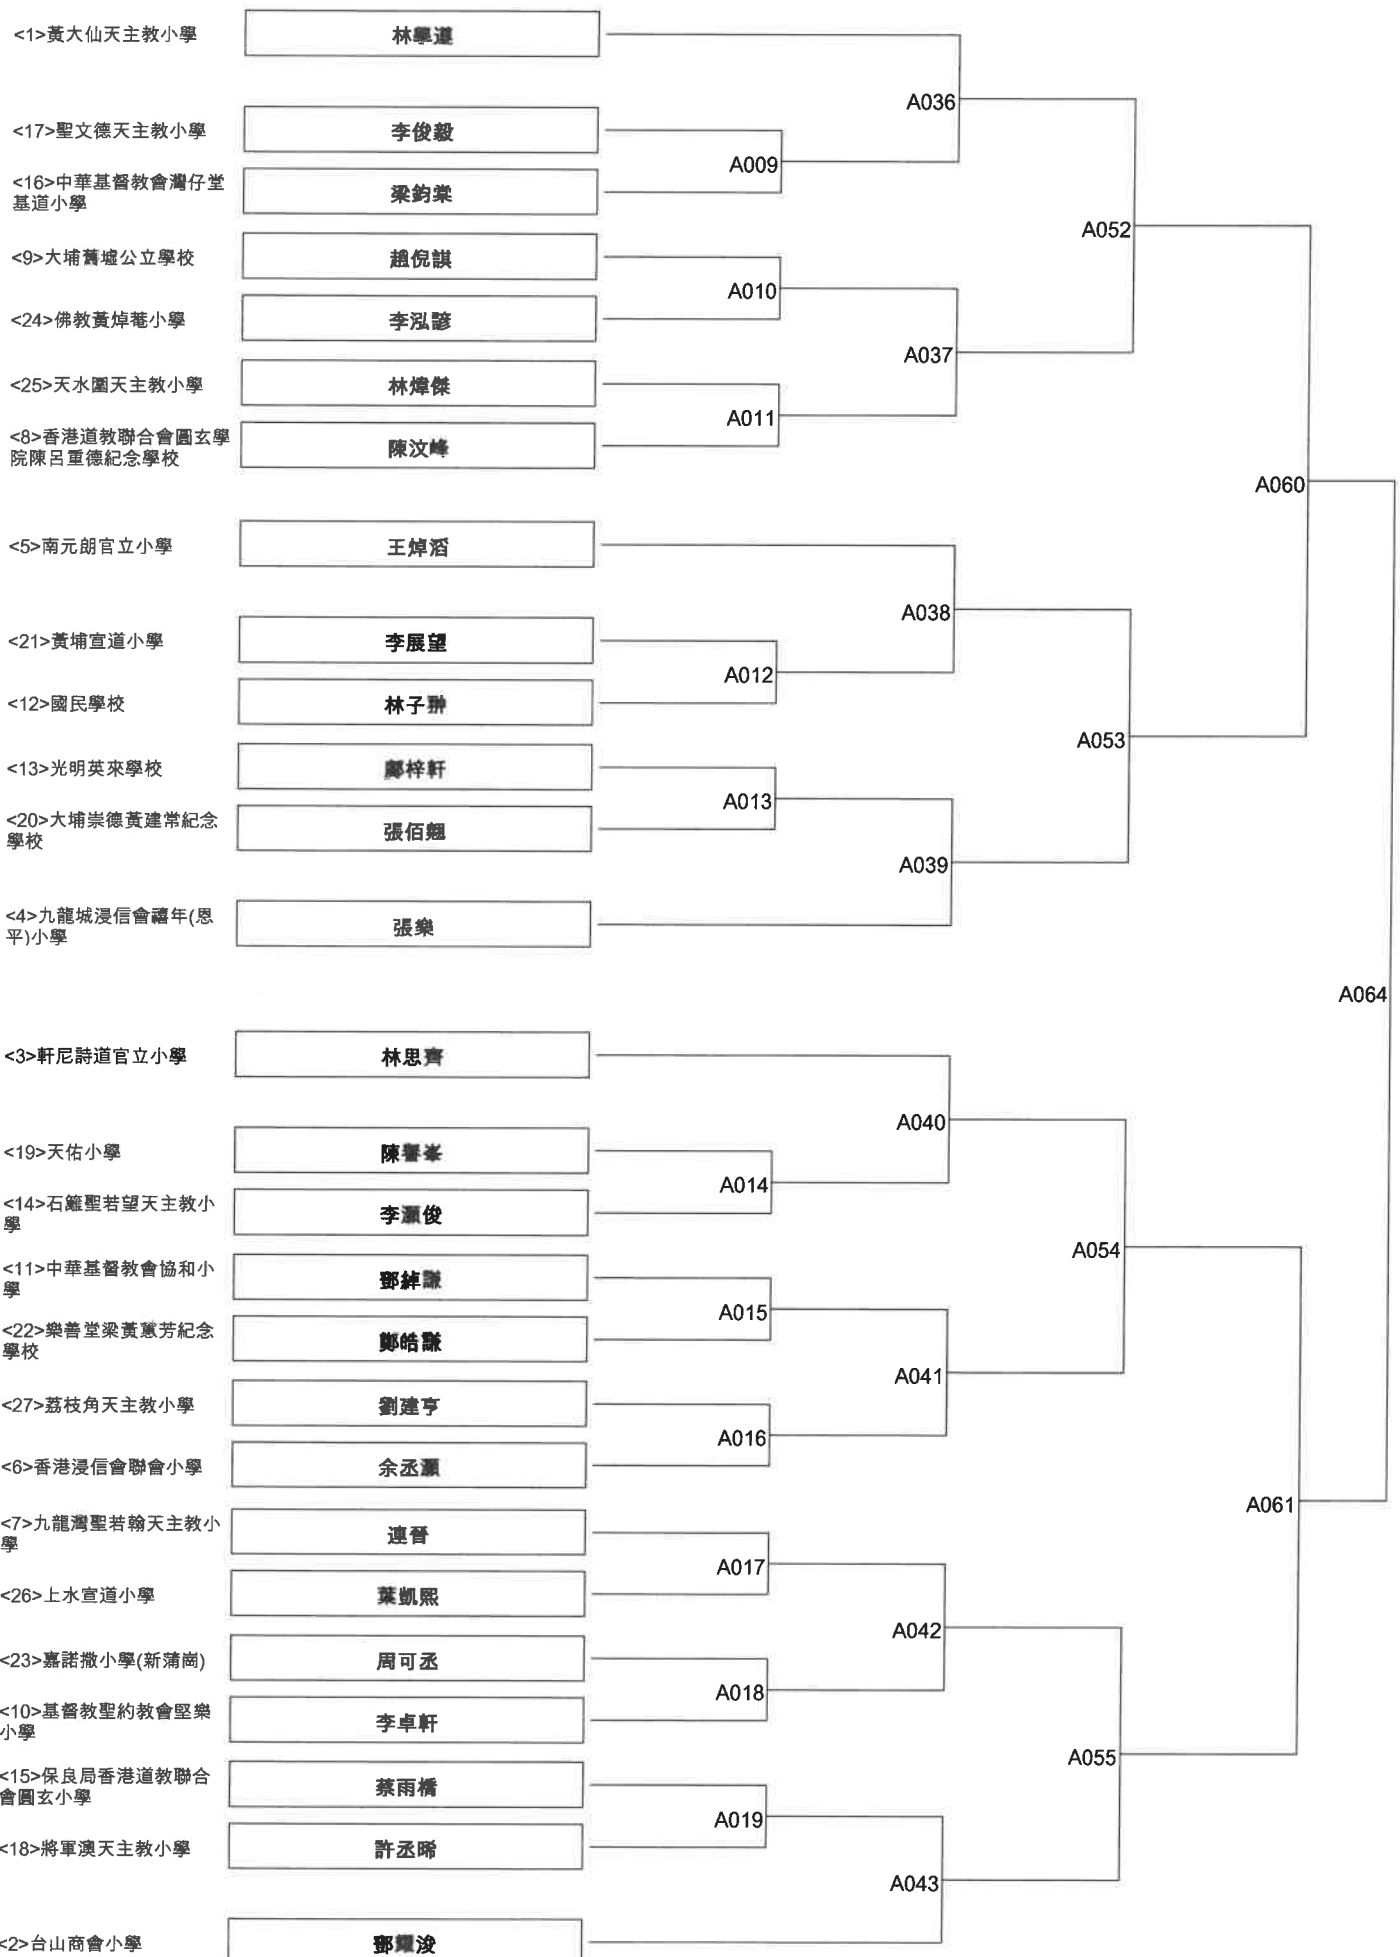 <1>黃大仙天主教小學
林學進
A036
<17>聖文德天主教小學
李俊毅
A009
<16>中華基督教會灣仔堂
基道小學
梁鈞棠
A052
<9>大埔舊墟公立學校
趙倪諆
A010
<24>佛教黃焯菴小學
李泓諺
A037
<25>天水圍天主教小學
林煒傑
A011
<8>香港道教聯合會圓玄學
院陳呂重德紀念學校
陳汶峰
A060
<5>南元朗官立小學
王焯滔
A038
<21>黃埔宣道小學
李展望
A012
<12>國民學校
林子翀
A053
<13>光明英來學校
鄺梓軒
A013
<20>大埔崇德黃建常紀念
學校
張佰翹
A039
<4>九龍城浸信會禧年(恩
平)小學
張樂
A064
<3>軒尼詩道官立小學
林思齊
A040
<19>天佑小學
陳譽峯
A014
<14>石籬聖若望天主教小
學
李灝俊
A054
<11>中華基督教會協和小
學
鄧綽謙
A015
<22>樂善堂梁黃蕙芳紀念
學校
鄭皓謙
A041
<27>荔枝角天主教小學
劉建亨
A016
<6>香港浸信會聯會小學
余丞灝
A061
<7>九龍灣聖若翰天主教小
學
連晉
A017
<26>上水宣道小學
葉凱熙
A042
<23>嘉諾撒小學(新蒲崗)
周可丞
A018
<10>基督教聖約教會堅樂
小學
李卓軒
A055
<15>保良局香港道教聯合
會圓玄小學
蔡雨橋
A019
<18>將軍澳天主教小學
許丞晞
A043
<2>台山商會小學
鄧耀浚